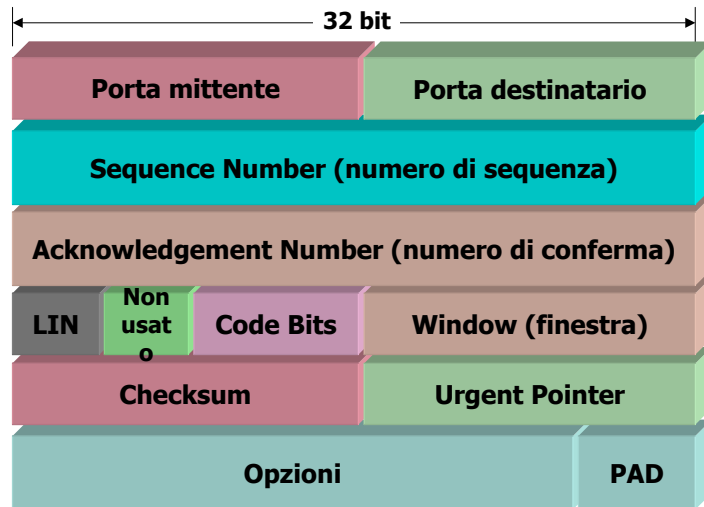 32 bit
Porta mittente
Porta destinatario
Sequence Number (numero di sequenza)
Acknowledgement Number (numero di conferma)
LIN
Non
usat
o
Code Bits
Window (finestra)
Checksum
Urgent Pointer
Opzioni
PAD